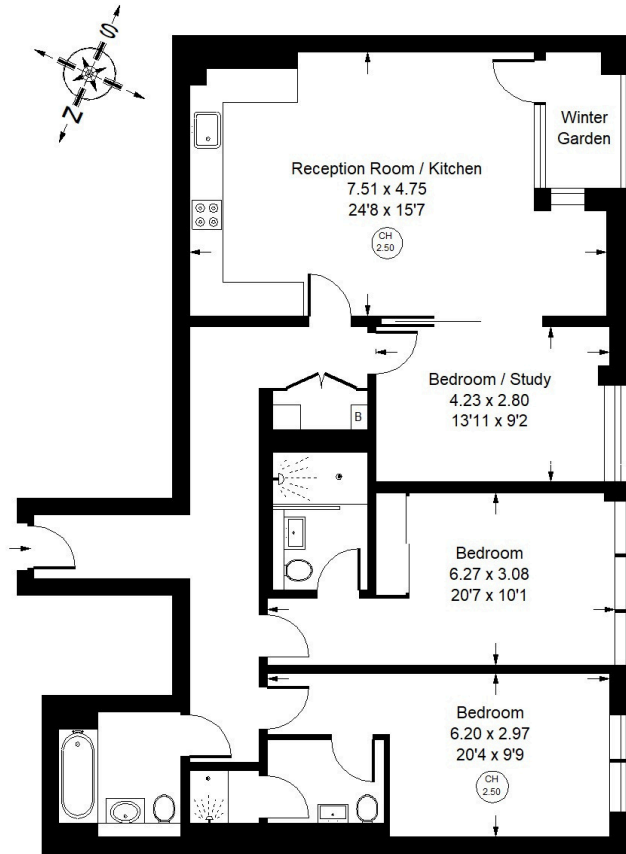 S
N
Winter
Garden
Reception Room / Kitchen
7.51 x 4.75
24'8 x 15'7
CH
2.50
Bedroom / Study
4.23 x 2.80
13'11 x 9'2
B
Bedroom
6.27 x 3.08
20'7 x 10'1
Bedroom
6.20 x 2.97
20'4 x 9'9
CH
2.50